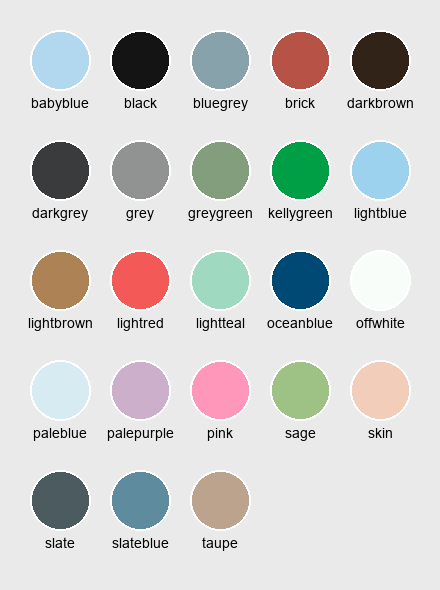 babyblue black bluegrey brick darkbrown
darkgrey grey greygreen kellygreen lightblue
lightbrown lightred lightteal oceanblue offwhite
paleblue palepurple pink sage skin
slate slateblue taupe